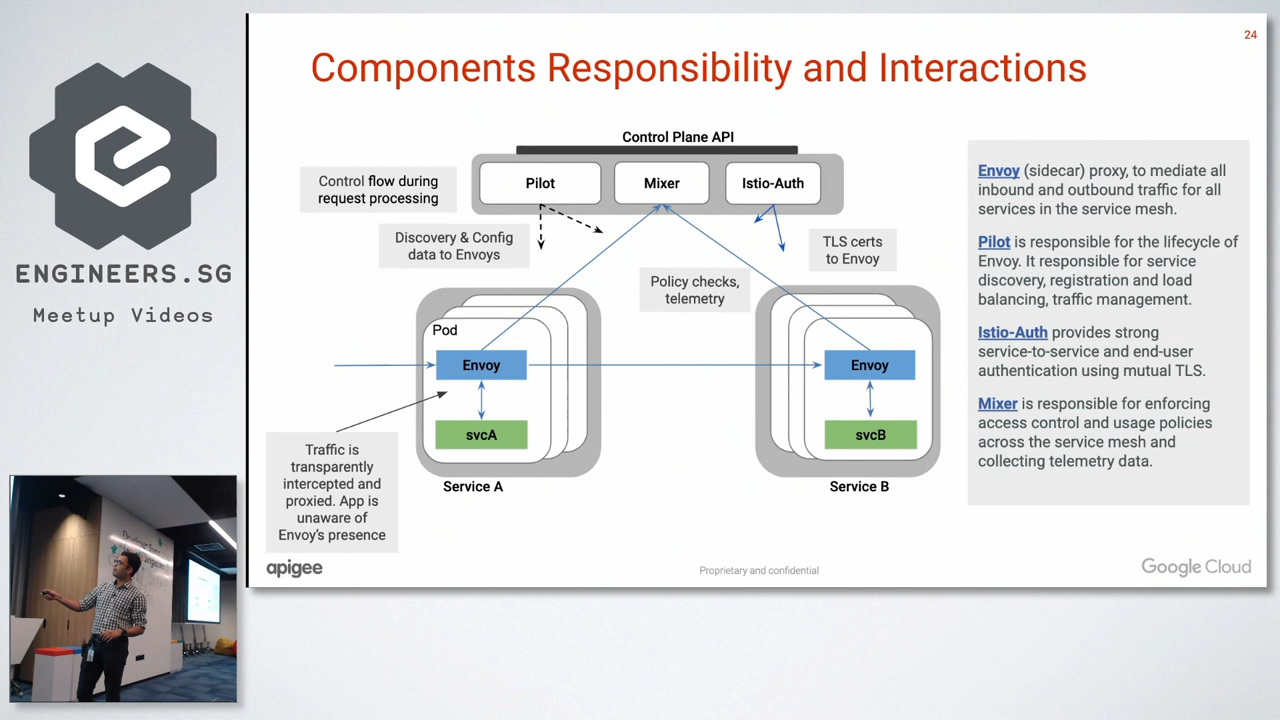 ENGINEERS.SG
Meetup Videos
24
Components Responsibility and Interactions
Control Plane API
Pilot
Mixer
Istio-Auth
Control flow during
request processing
Discovery & Config
data to Envoys
TLS certs
to Envoy
Policy checks,
telemetry
Pod
Envoy
svcA
Service A
Envoy
svcB
Service B
Traffic is
transparently
intercepted and
proxied. App is
unaware of
Envoy's presence
Envoy (sidecar) proxy, to mediate all
inbound and outbound traffic for all
services in the service mesh.
Pilot is responsible for the lifecycle of
Envoy. It responsible for service
discovery, registration and load
balancing, traffic management.
Istio-Auth provides strong
service-to-service and end-user
authentication using mutual TLS.
Mixer is responsible for enforcing
access control and usage policies
across the service mesh and
collecting telemetry data.
apigee
Proprietary and confidential
Google Cloud